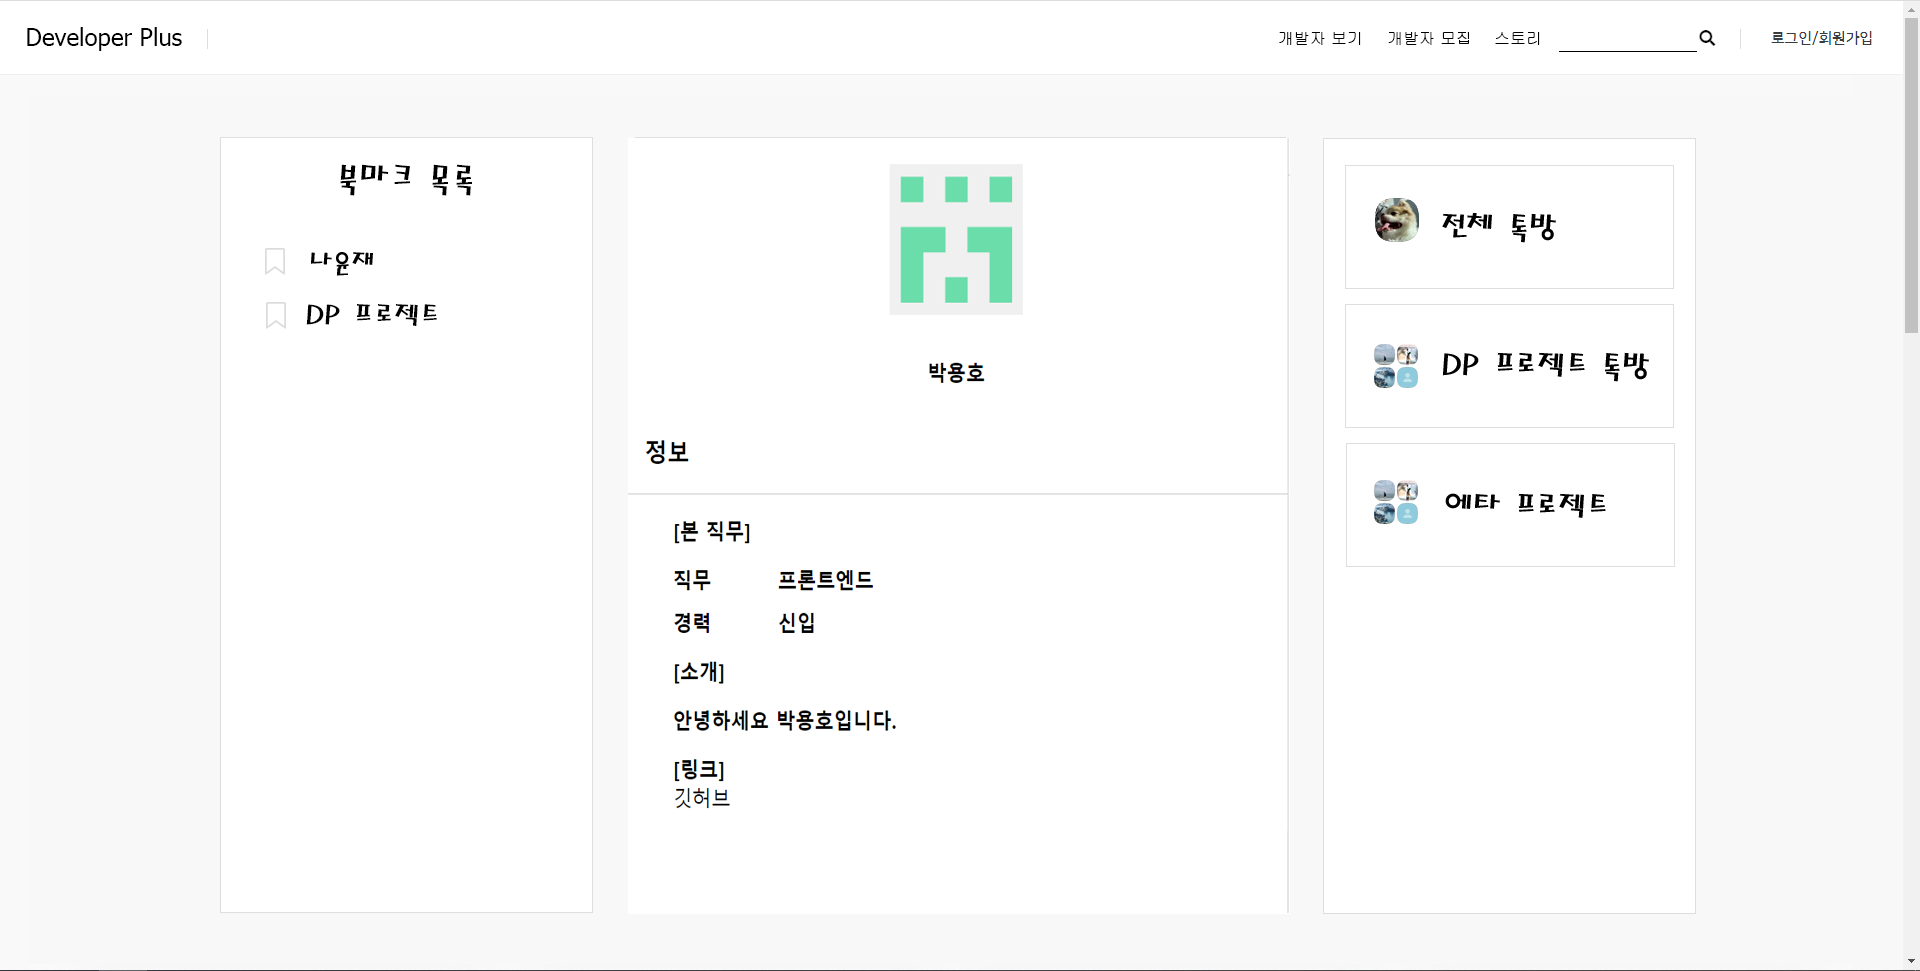 Developer Plus
개발자 보기 개발자 모집 스토리 로그인/회원가입
북마크 목록
나윤재
DP 프로젝트
박용호
정보
[본 직무]
직무 프론트엔드
경력 신입
[소개]
안녕하세요 박용호입니다.
[링크]
깃허브
전체 톡방
DP 프로젝트 톡방
에타 프로젝트